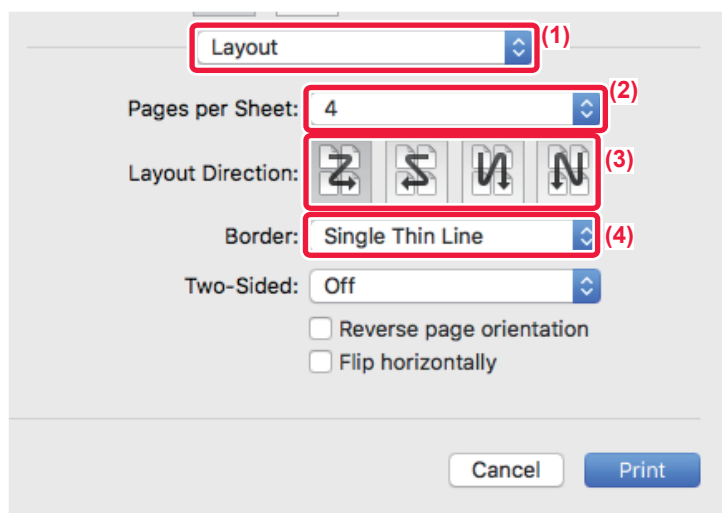 Layout (1)
Pages per Sheet: 4 (2)
Layout Direction: (3)
Border: Single Thin Line (4)
Two-Sided: Off
Reverse page orientation
Flip horizontally
Cancel Print